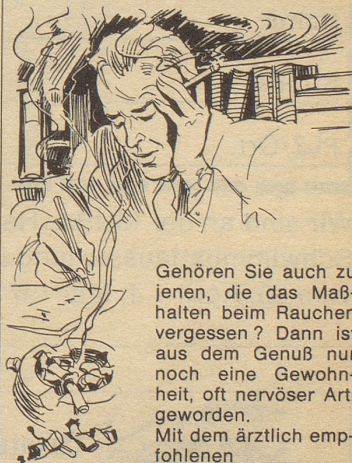 Gehören Sie auch zu
jenen, die das Maß-
halten beim Rauchen
vergessen? Dann ist
aus dem Genuß nur
noch eine Gewohn-
heit, oft nervöser Art
geworden.
Mit dem ärztlich emp-
fohlenen